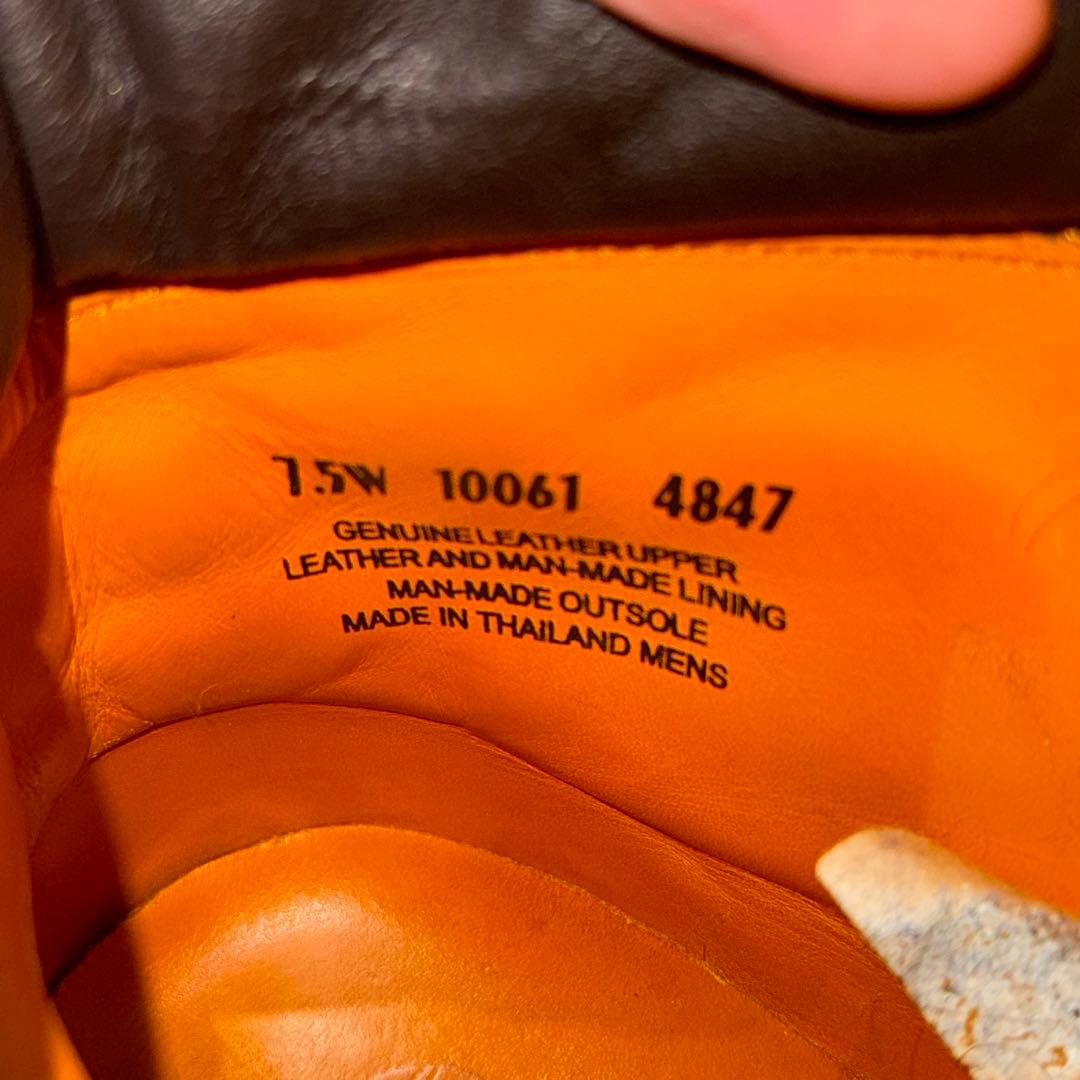 7.5W 10061 4847
GENUINE LEATHER UPPER
LEATHER AND MAN-MADE LINING
MAN-MADE OUTSOLE
MADE IN THAILAND MENS